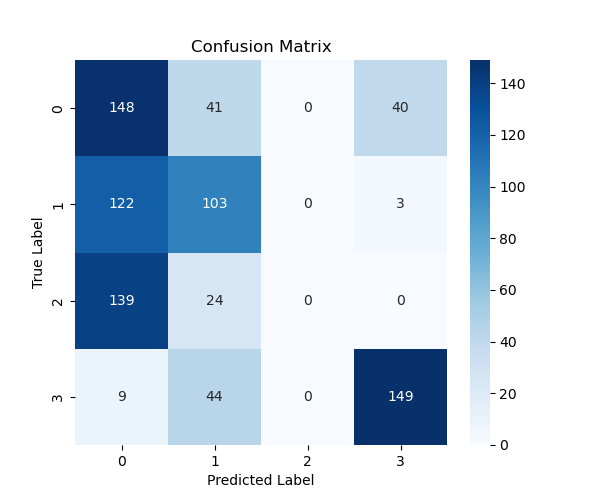 Confusion Matrix
True Label
0 148 41 0 40
1 122 103 0 3
2 139 24 0 0
3 9 44 0 149
0 1 2 3
Predicted Label
140
120
100
80
60
40
20
0